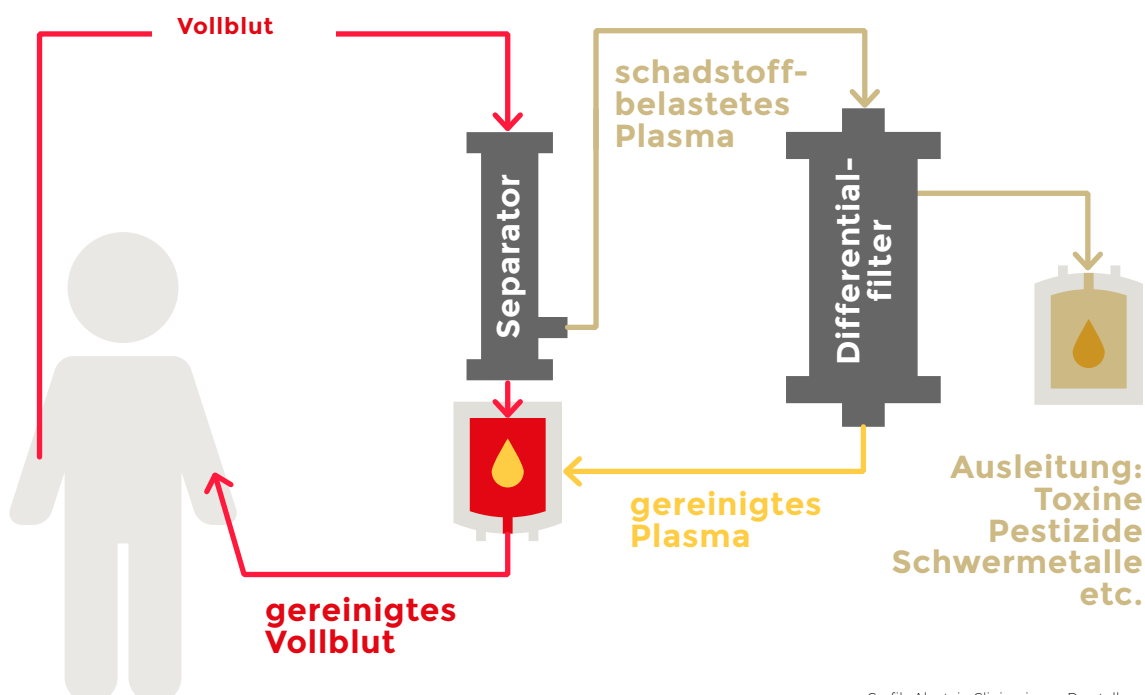 Vollblut
schadstoff-
belastetes
Plasma
Separator
Differential-
filter
gereinigtes
Plasma
Ausleitung:
Toxine
Pestizide
Schwermetalle
etc.
gereinigtes
Vollblut